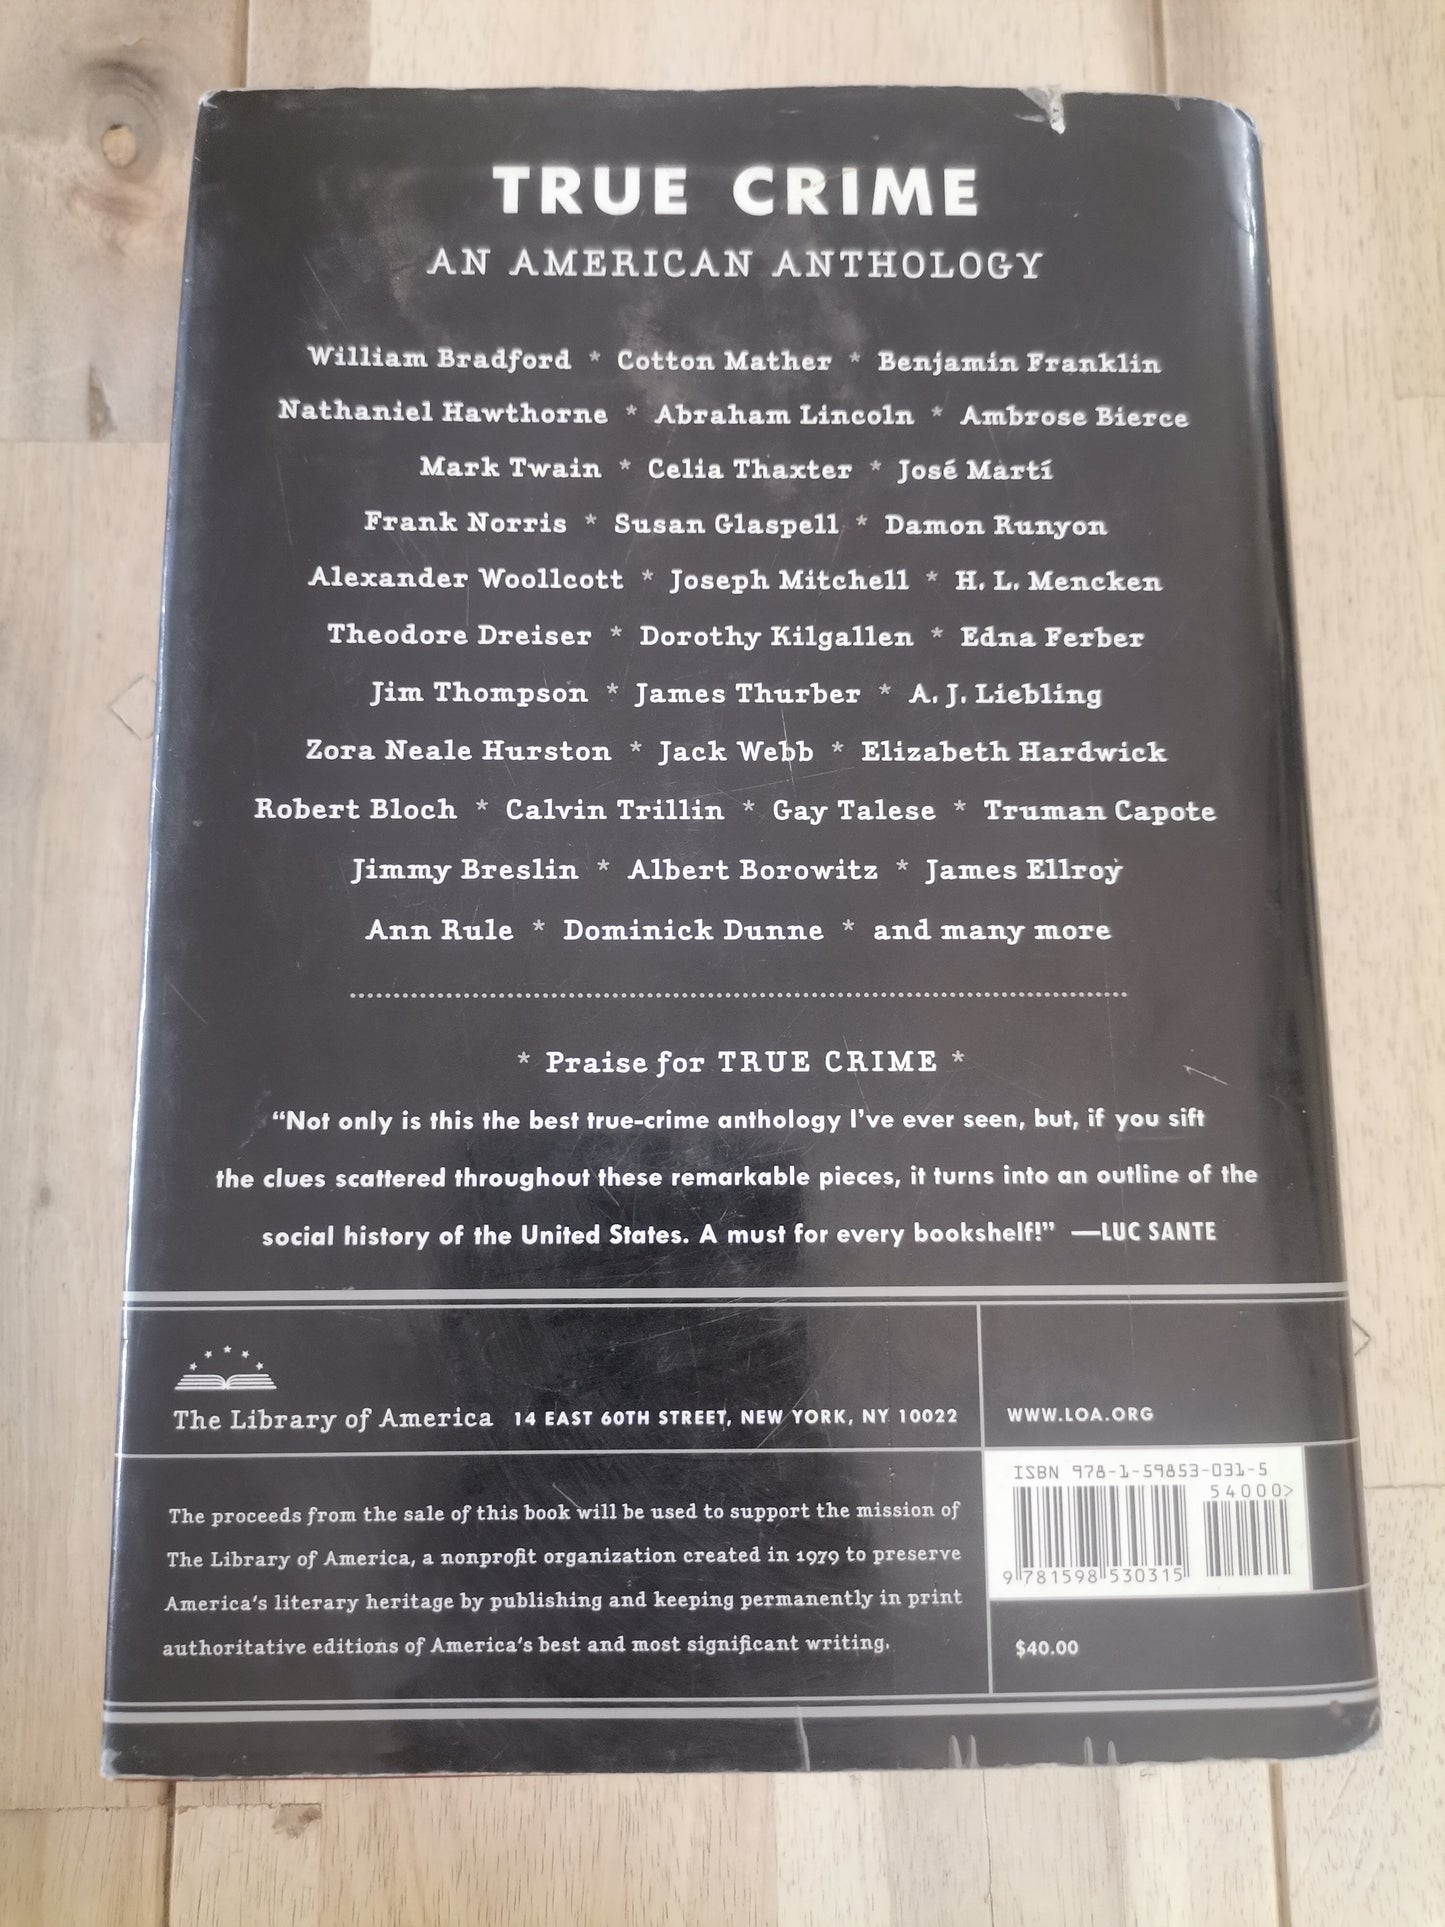 TRUE CRIME
AN AMERICAN ANTHOLOGY
William Bradford * Cotton Mather * Benjamin Franklin
Nathaniel Hawthorne * Abraham Lincoln * Ambrose Bierce
Mark Twain * Celia Thaxter * José Martí
Frank Norris * Susan Glaspell * Damon Runyon
Alexander Woollcott * Joseph Mitchell * H. L. Mencken
Theodore Dreiser * Dorothy Kilgallen * Edna Ferber
Jim Thompson * James Thurber * A. J. Liebling
Zora Neale Hurston * Jack Webb * Elizabeth Hardwick
Robert Bloch * Calvin Trillin * Gay Talese * Truman Capote
Jimmy Breslin * Albert Borowitz * James Ellroy
Ann Rule * Dominick Dunne * and many more
* Praise for TRUE CRIME *
“Not only is this the best true-crime anthology I’ve ever seen, but, if you sift
the clues scattered throughout these remarkable pieces, it turns into an outline of the
social history of the United States. A must for every bookshelf!” —LUC SANTE
The Library of America 14 EAST 60TH STREET, NEW YORK, NY 10022
WWW.LOA.ORG
The proceeds from the sale of this book will be used to support the mission of
The Library of America, a nonprofit organization created in 1979 to preserve
America's literary heritage by publishing and keeping permanently in print
authoritative editions of America's best and most significant writing.
ISBN 978-1-59853-031-5
54000>
9 781598 530315
$40.00